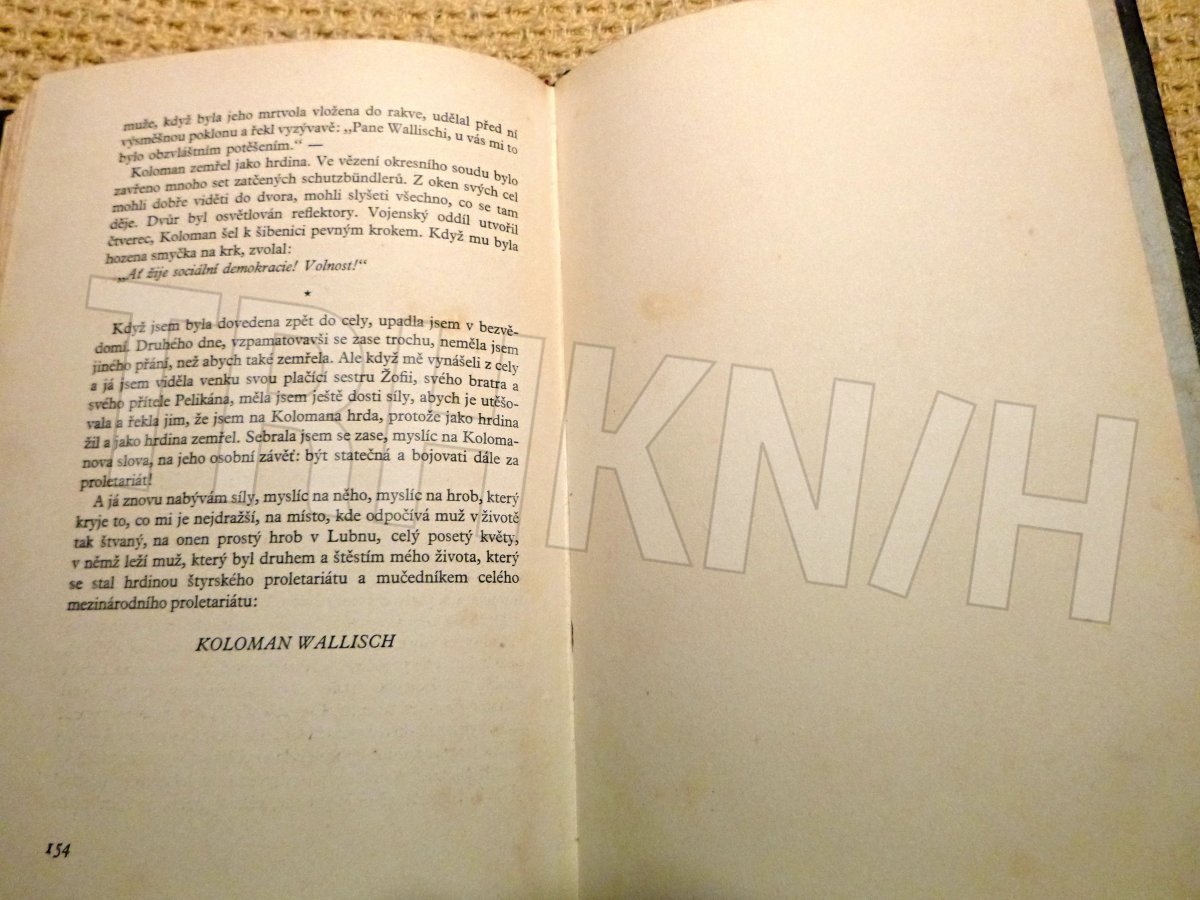 muže, když byla jeho mrtvola vložena do rakve, udělal před ní
výsměšnou poklonu a řekl vyzývavě: „Pane Wallischi, u vás mi to
bylo obzvláštním potěšením.“ —
Koloman zemřel jako hrdina. Ve vězení okresního soudu bylo
zavřeno mnoho set zatčených schutzbündlerů. Z oken svých cel
mohli dobře viděti do dvora, mohli slyšeti všechno, co se tam
děje. Dvůr byl osvětlován reflektory. Vojenský oddíl utvořil
čtverec, Koloman šel k šibenici pevným krokem. Když mu byla
hozena smyčka na krk, zvolal:
„Ať žije sociální demokracie! Volnost!“
*
Když jsem byla dovedena zpět do cely, upadla jsem v bezvě-
domí. Druhého dne, vzpamatovavši se zase trochu, neměla jsem
jiného přání, než abych také zemřela. Ale když mě vynášeli z cely
a já jsem viděla venku svou plačící sestru Žofii, svého bratra a
svého přítele Pelikána, měla jsem ještě dosti síly, abych je utěšo-
vala a řekla jim, že jsem na Kolomana hrda, protože jako hrdina
žil a jako hrdina zemřel. Sebrala jsem se zase, myslíc na Koloma-
nova slova, na jeho osobní závěť: být statečná a bojovati dále za
proletariát!
A já znovu nabývám síly, myslíc na něho, myslíc na hrob, který
kryje to, co mi je nejdražší, na místo, kde odpočívá muž v životě
tak štvaný, na onen prostý hrob v Lubnu, celý posetý květy,
v němž leží muž, který byl druhem a štěstím mého života, který
se stal hrdinou štyrského proletariátu a mučedníkem celého
mezinárodního proletariátu:
KOLOMAN WALLISCH
154
TRHKN/H